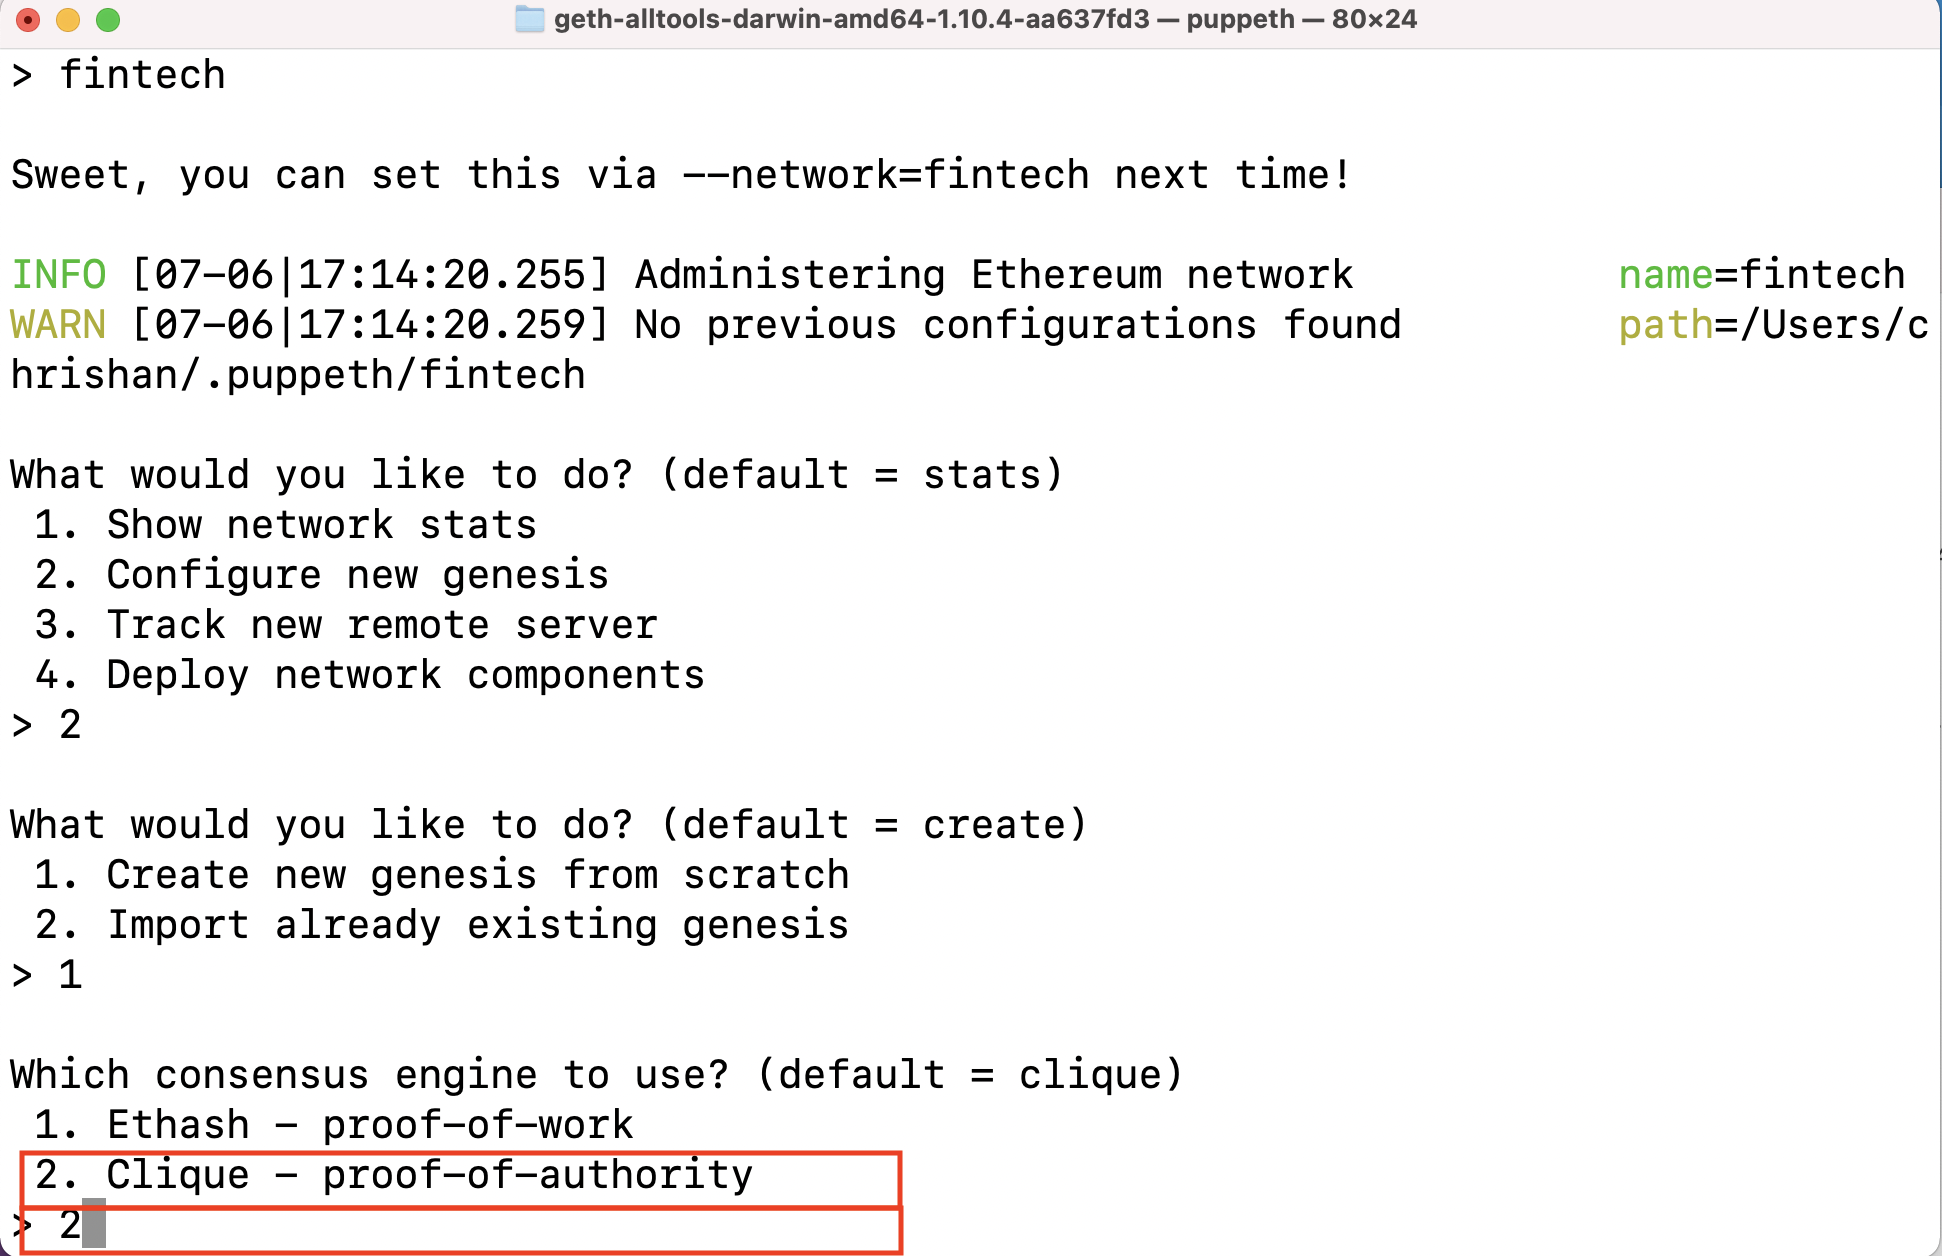 geth-alltools-darwin-amd64-1.10.4-aa637fd3 — puppeth — 80×24
> fintech
Sweet, you can set this via --network=fintech next time!
INFO [07-06|17:14:20.255] Administering Ethereum network           name=fintech
WARN [07-06|17:14:20.259] No previous configurations found         path=/Users/c
hrishan/.puppeth/fintech
What would you like to do? (default = stats)
 1. Show network stats
 2. Configure new genesis
 3. Track new remote server
 4. Deploy network components
> 2
What would you like to do? (default = create)
 1. Create new genesis from scratch
 2. Import already existing genesis
> 1
Which consensus engine to use? (default = clique)
 1. Ethash - proof-of-work
 2. Clique - proof-of-authority
> 2